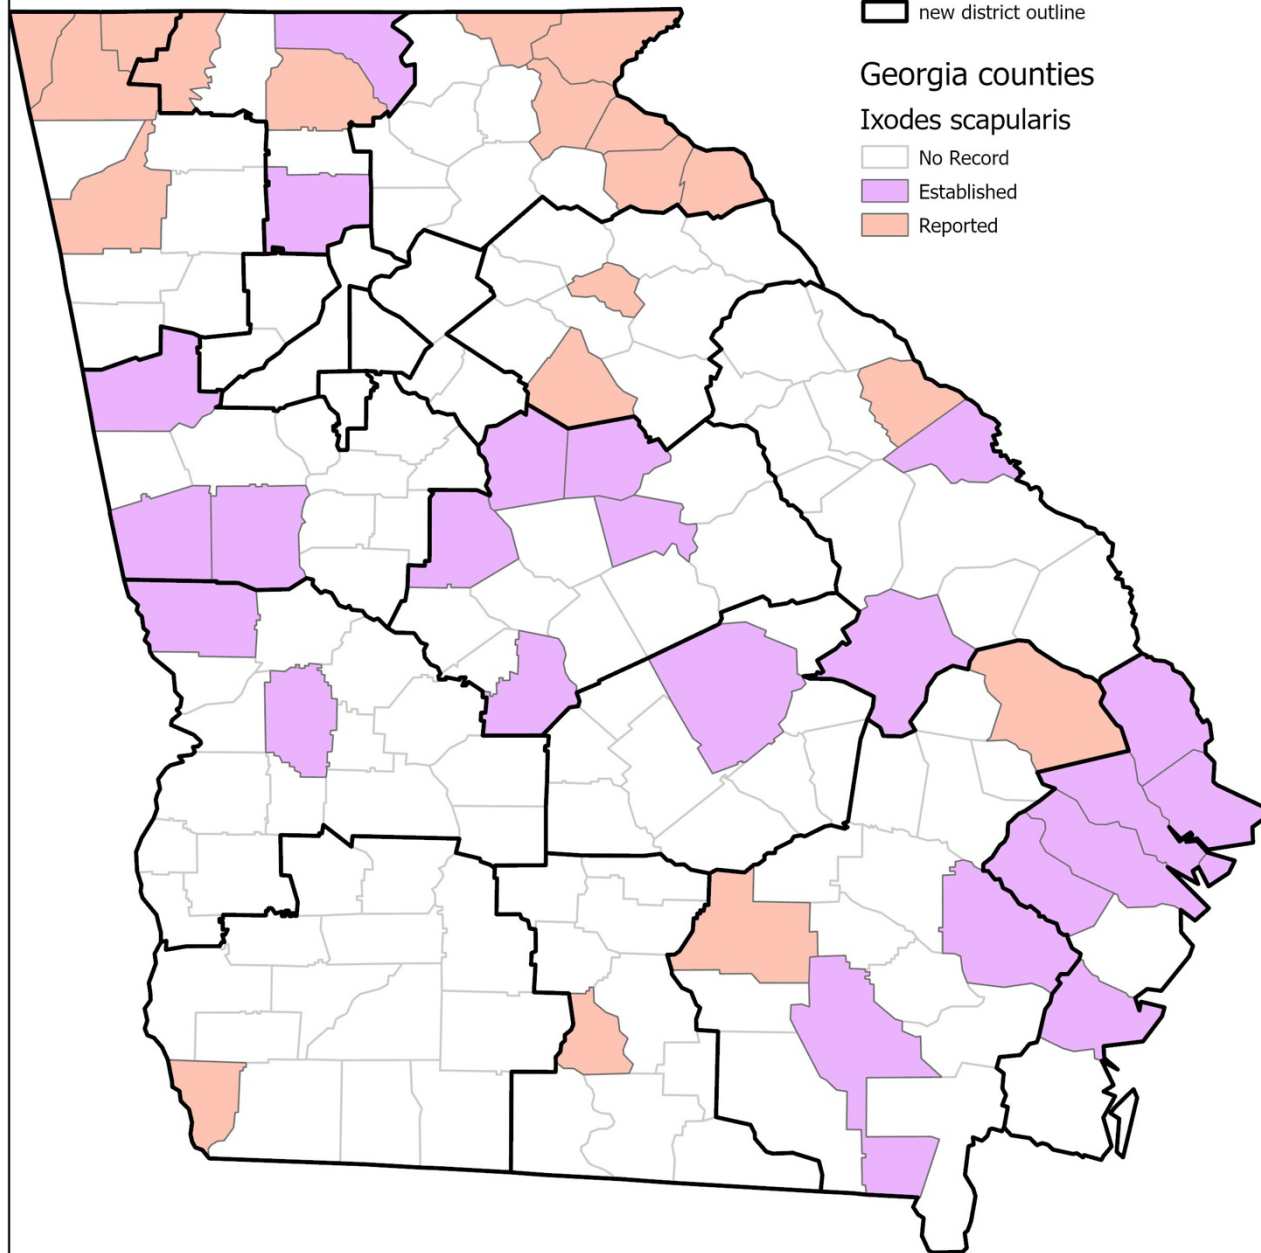 new district outline
Georgia counties
Ixodes scapularis
No Record
Established
Reported